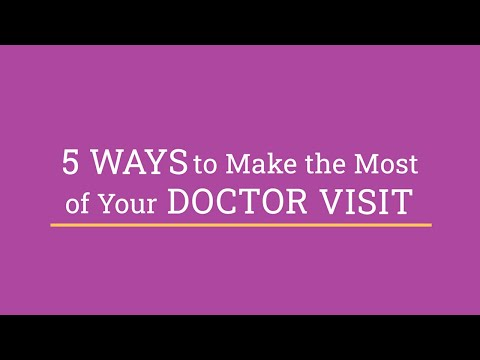 5 WAYS to Make the Most
of Your DOCTOR VISIT